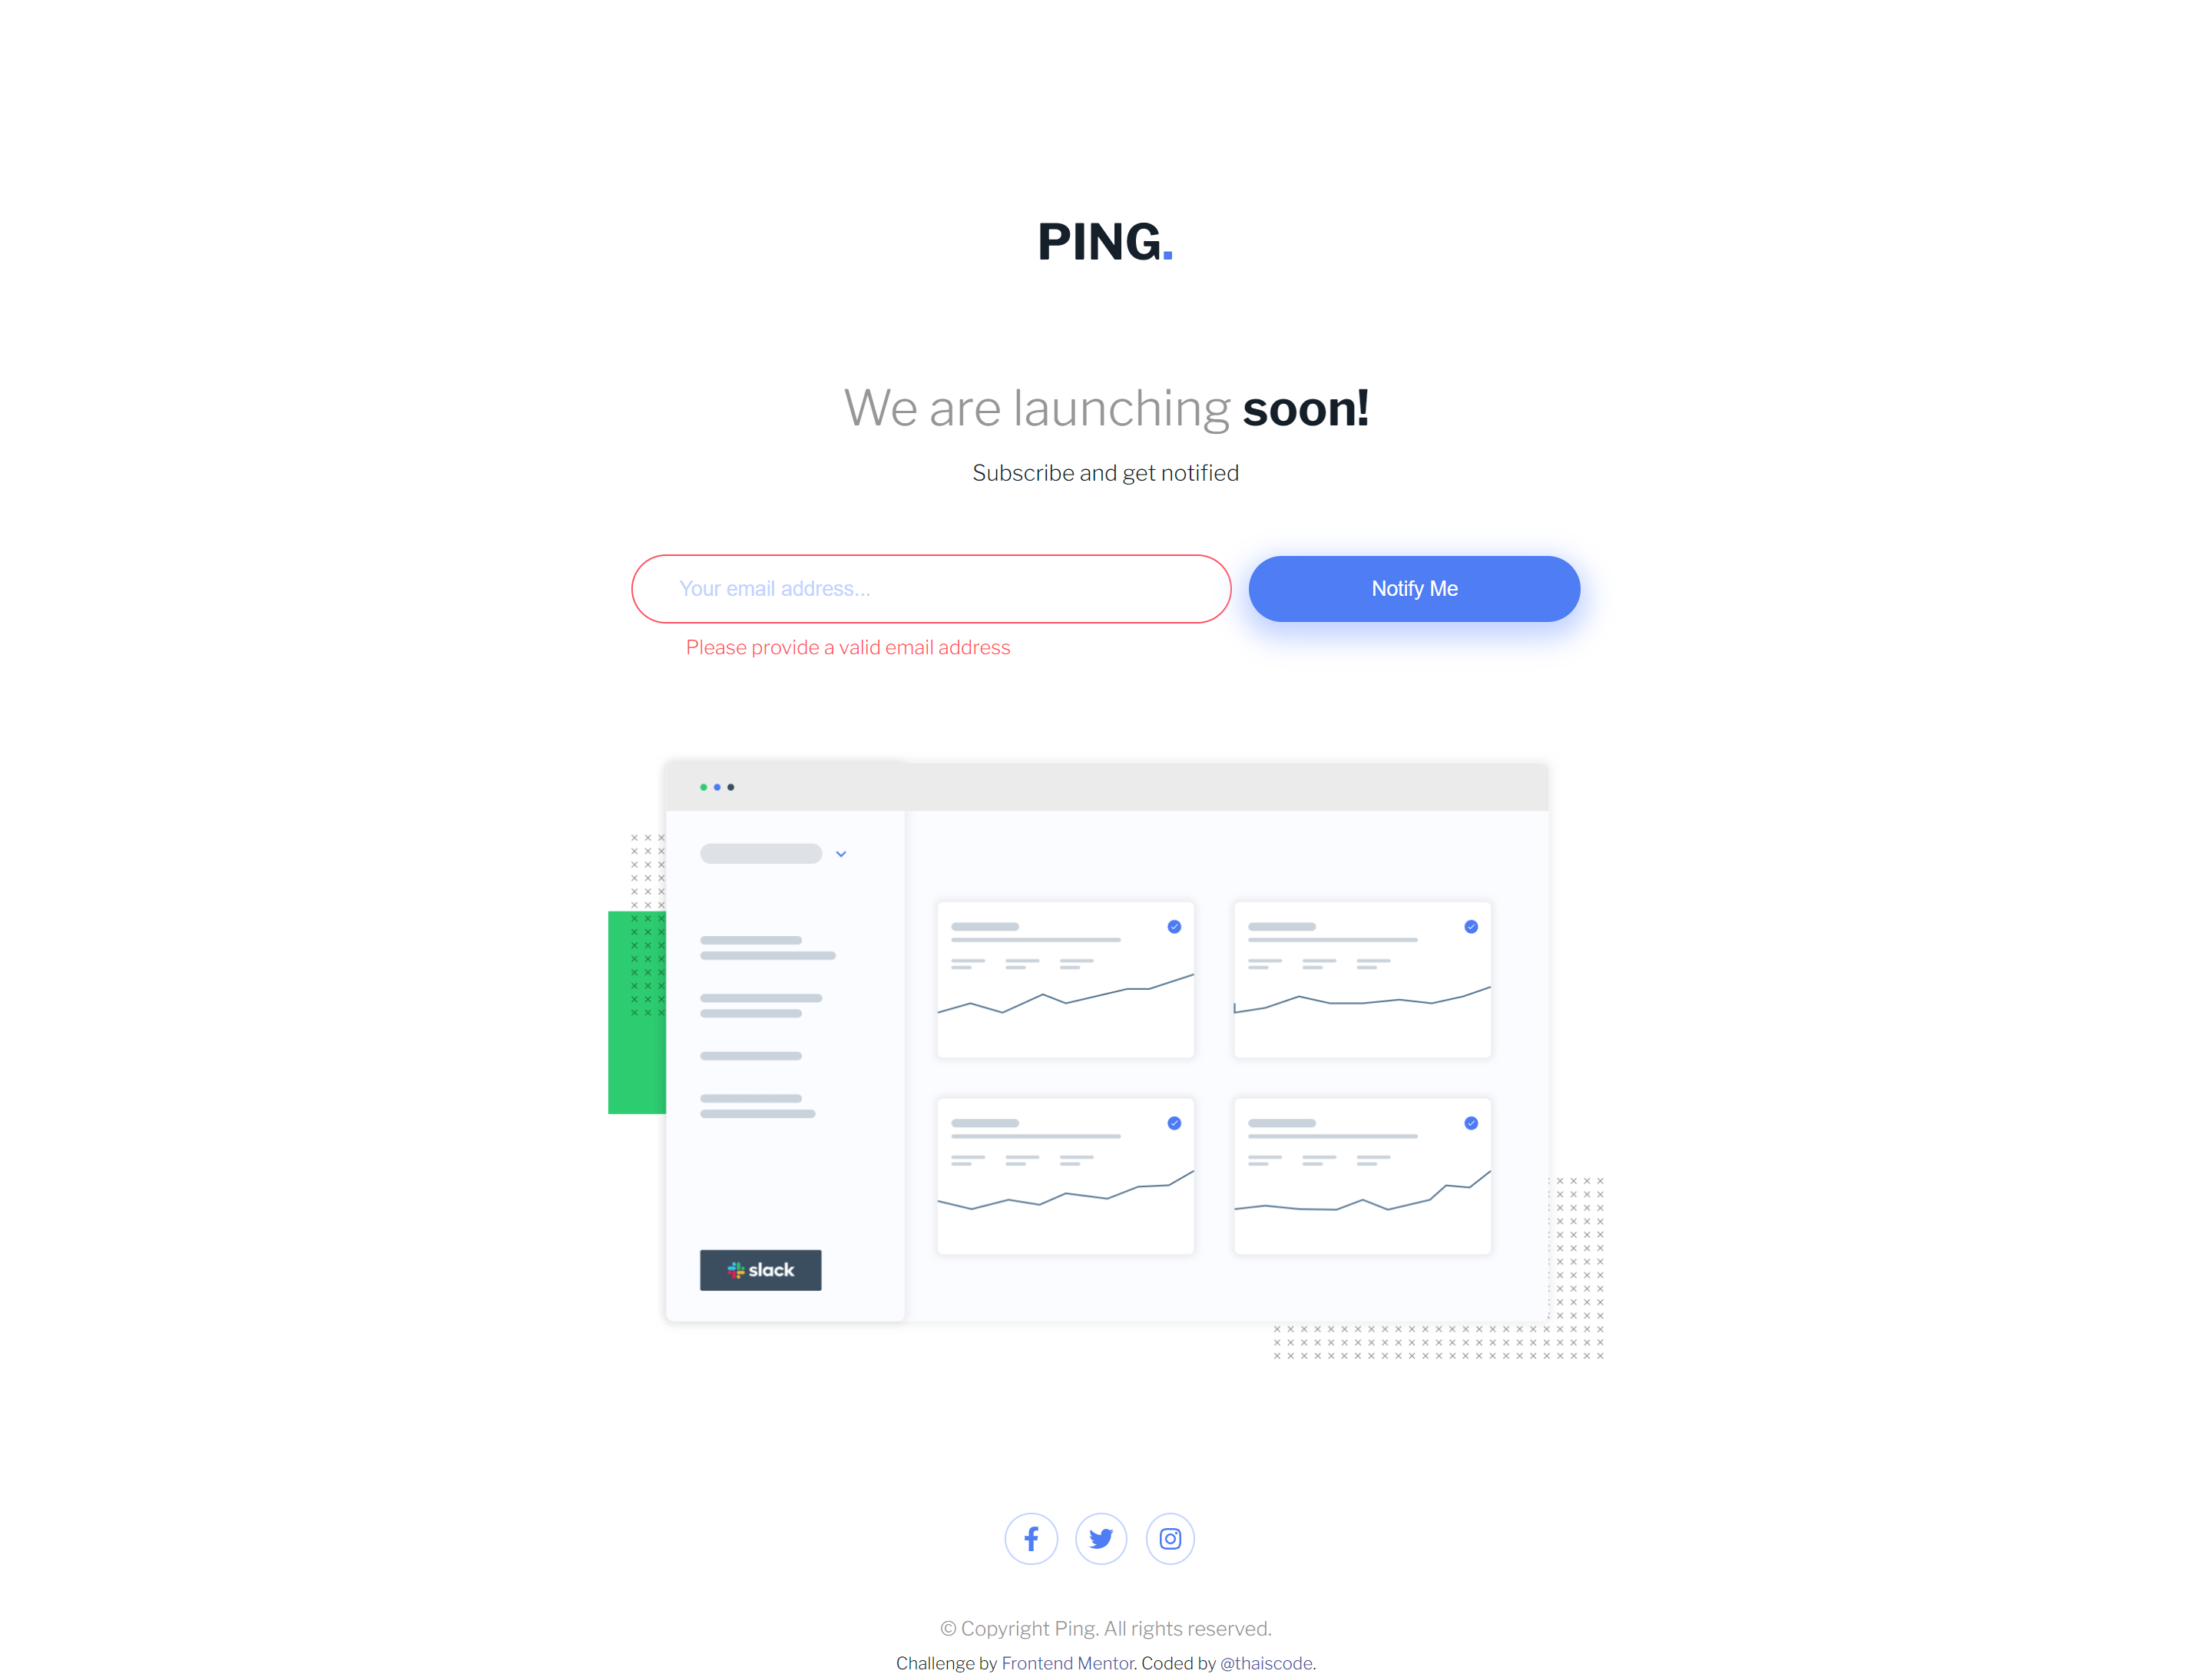 PING.
We are launching soon!
Subscribe and get notified
Your email address...
Notify Me
Please provide a valid email address
slack
© Copyright Ping. All rights reserved.
Challenge by Frontend Mentor. Coded by @thaiscode.